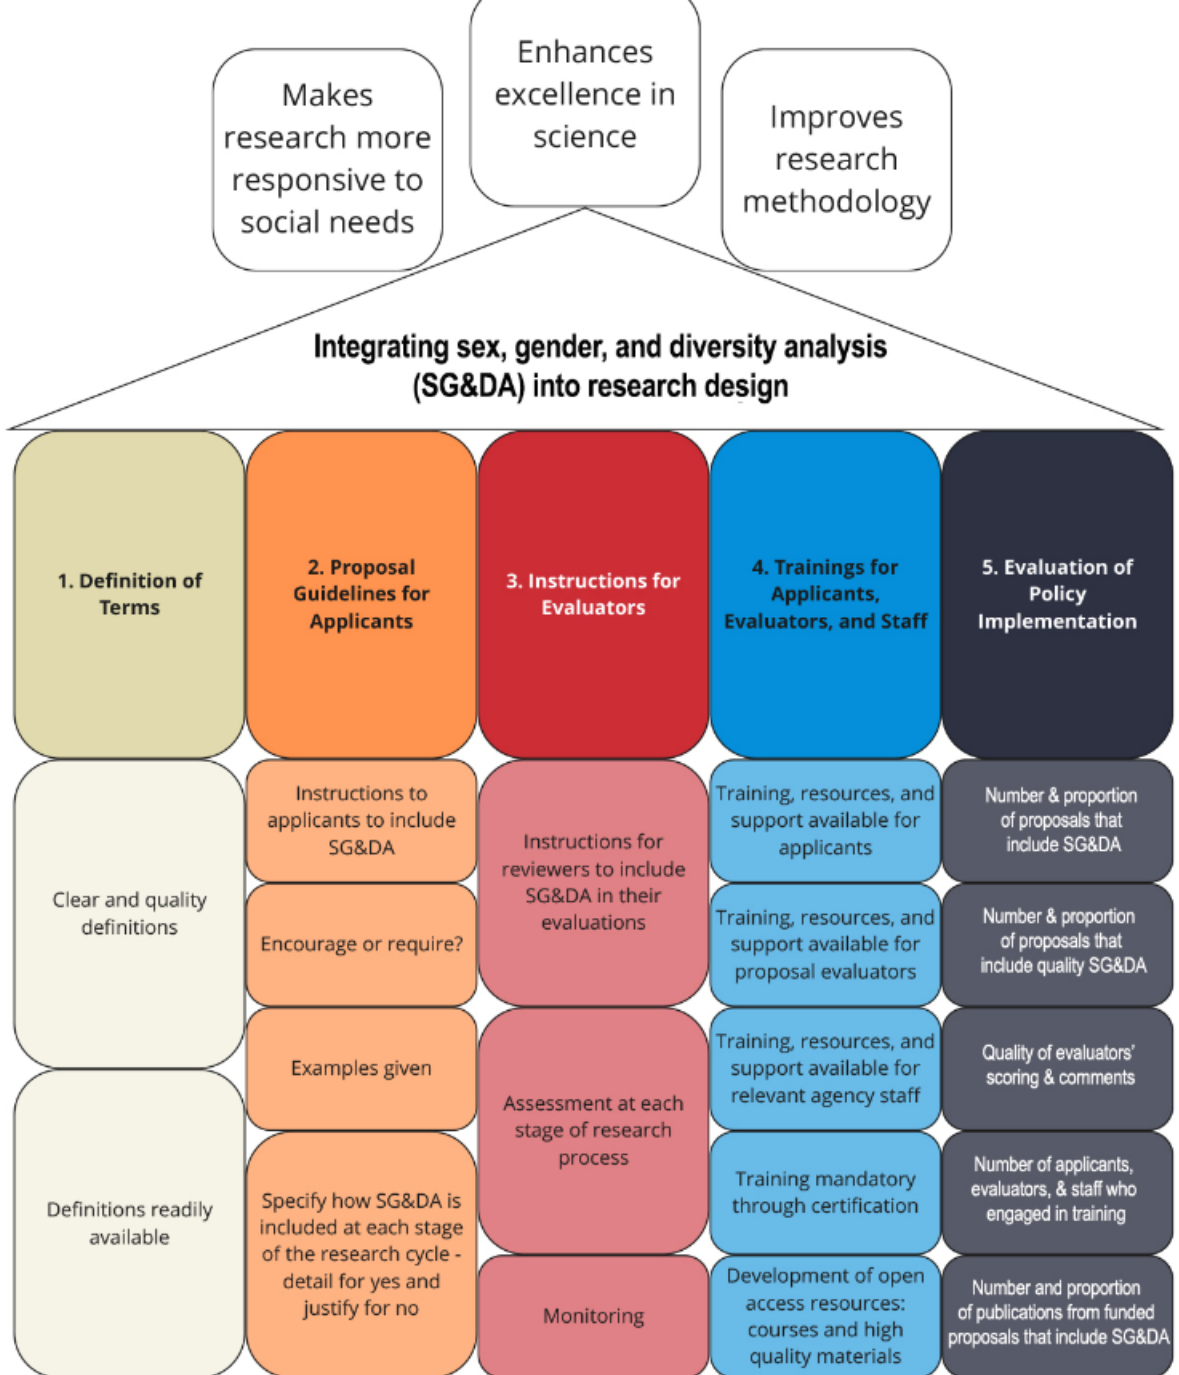 Makes
research more
responsive to
social needs
Enhances
excellence in
science
Improves
research
methodology
Integrating sex, gender, and diversity analysis
(SG&DA) into research design
1. Definition of
Terms
2. Proposal
Guidelines for
Applicants
3. Instructions for
Evaluators
4. Trainings for
Applicants,
Evaluators, and Staff
5. Evaluation of
Policy
Implementation
Clear and quality
definitions
Definitions readily
available
Instructions to
applicants to include
SG&DA
Encourage or require?
Examples given
Specify how SG&DA is
included at each stage
of the research cycle -
detail for yes and
justify for no
Instructions for
reviewers to include
SG&DA in their
evaluations
Assessment at each
stage of research
process
Monitoring
Training, resources, and
support available for
applicants
Training, resources, and
support available for
proposal evaluators
Training, resources, and
support available for
relevant agency staff
Training mandatory
through certification
Development of open
access resources:
courses and high
quality materials
Number & proportion
of proposals that
include SG&DA
Number & proportion
of proposals that
include quality SG&DA
Quality of evaluators'
scoring & comments
Number of applicants,
evaluators, & staff who
engaged in training
Number and proportion
of publications from funded
proposals that include SG&DA